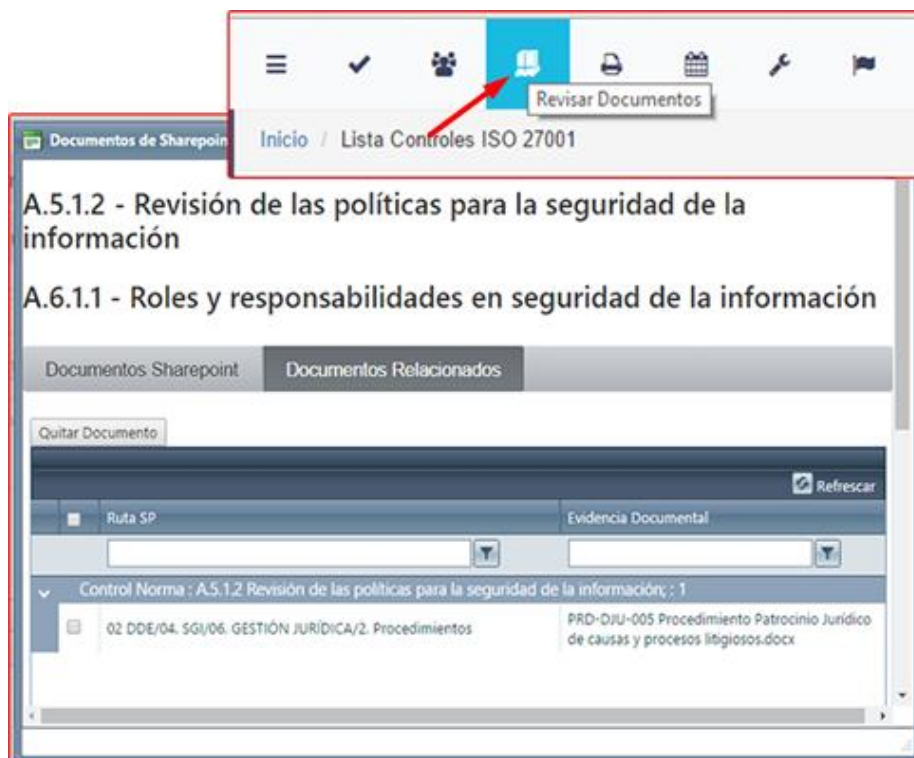 Revisar Documentos
Inicio / Lista Controles ISO 27001
Documentos de Sharepoin
A.5.1.2 - Revisión de las políticas para la seguridad de la
información
A.6.1.1 - Roles y responsabilidades en seguridad de la información
Documentos Sharepoint Documentos Relacionados
Quitar Documento
Refrescar
Ruta SP Evidencia Documental
Control Norma : A.5.1.2 Revisión de las políticas para la seguridad de la información; : 1
02 DDE/04. SGI/06. GESTIÓN JURÍDICA/2. Procedimientos PRD-DJU-005 Procedimiento Patrocinio Jurídico
de causas y procesos litigiosos.docx